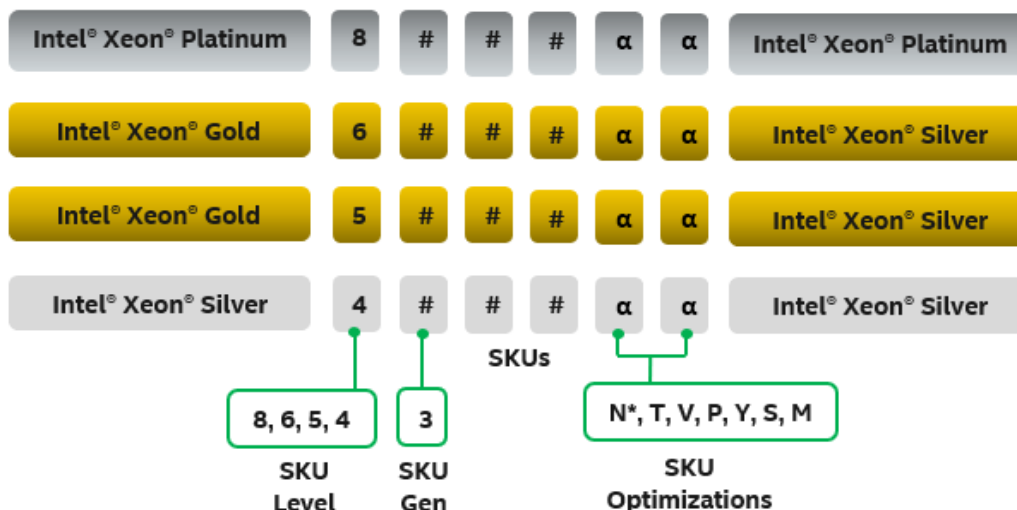 Intel® Xeon® Platinum 8 # # # α α Intel® Xeon® Platinum
Intel® Xeon® Gold 6 # # # α α Intel® Xeon® Silver
Intel® Xeon® Gold 5 # # # α α Intel® Xeon® Silver
Intel® Xeon® Silver 4 # # # α α Intel® Xeon® Silver
SKUs
8, 6, 5, 4
3
N*, T, V, P, Y, S, M
SKU
Level
SKU
Gen
SKU
Optimizations